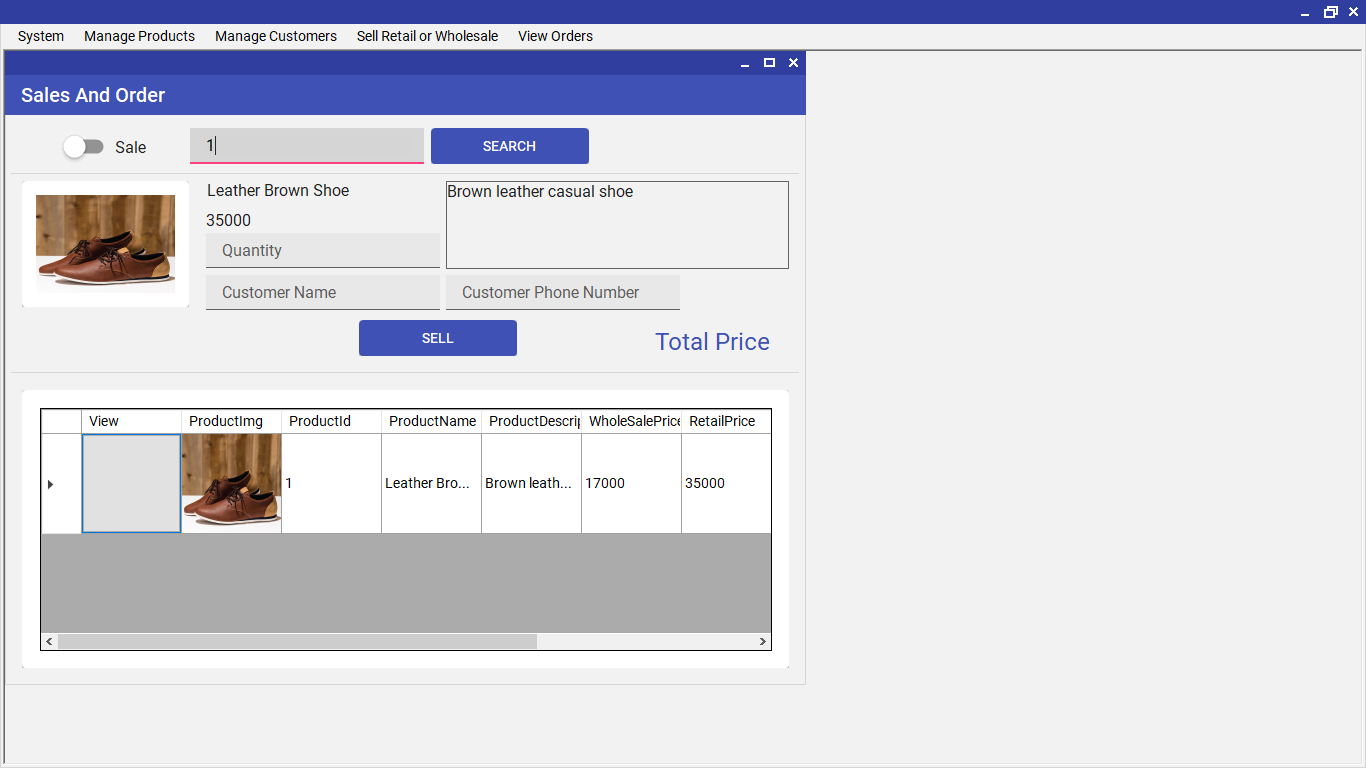 System Manage Products Manage Customers Sell Retail or Wholesale View Orders
Sales And Order
Sale 1 SEARCH
Leather Brown Shoe Brown leather casual shoe
35000
Quantity
Customer Name Customer Phone Number
SELL Total Price
View ProductImg ProductId ProductName ProductDescrip WholeSalePrice RetailPrice
1 Leather Bro... Brown leath... 17000 35000